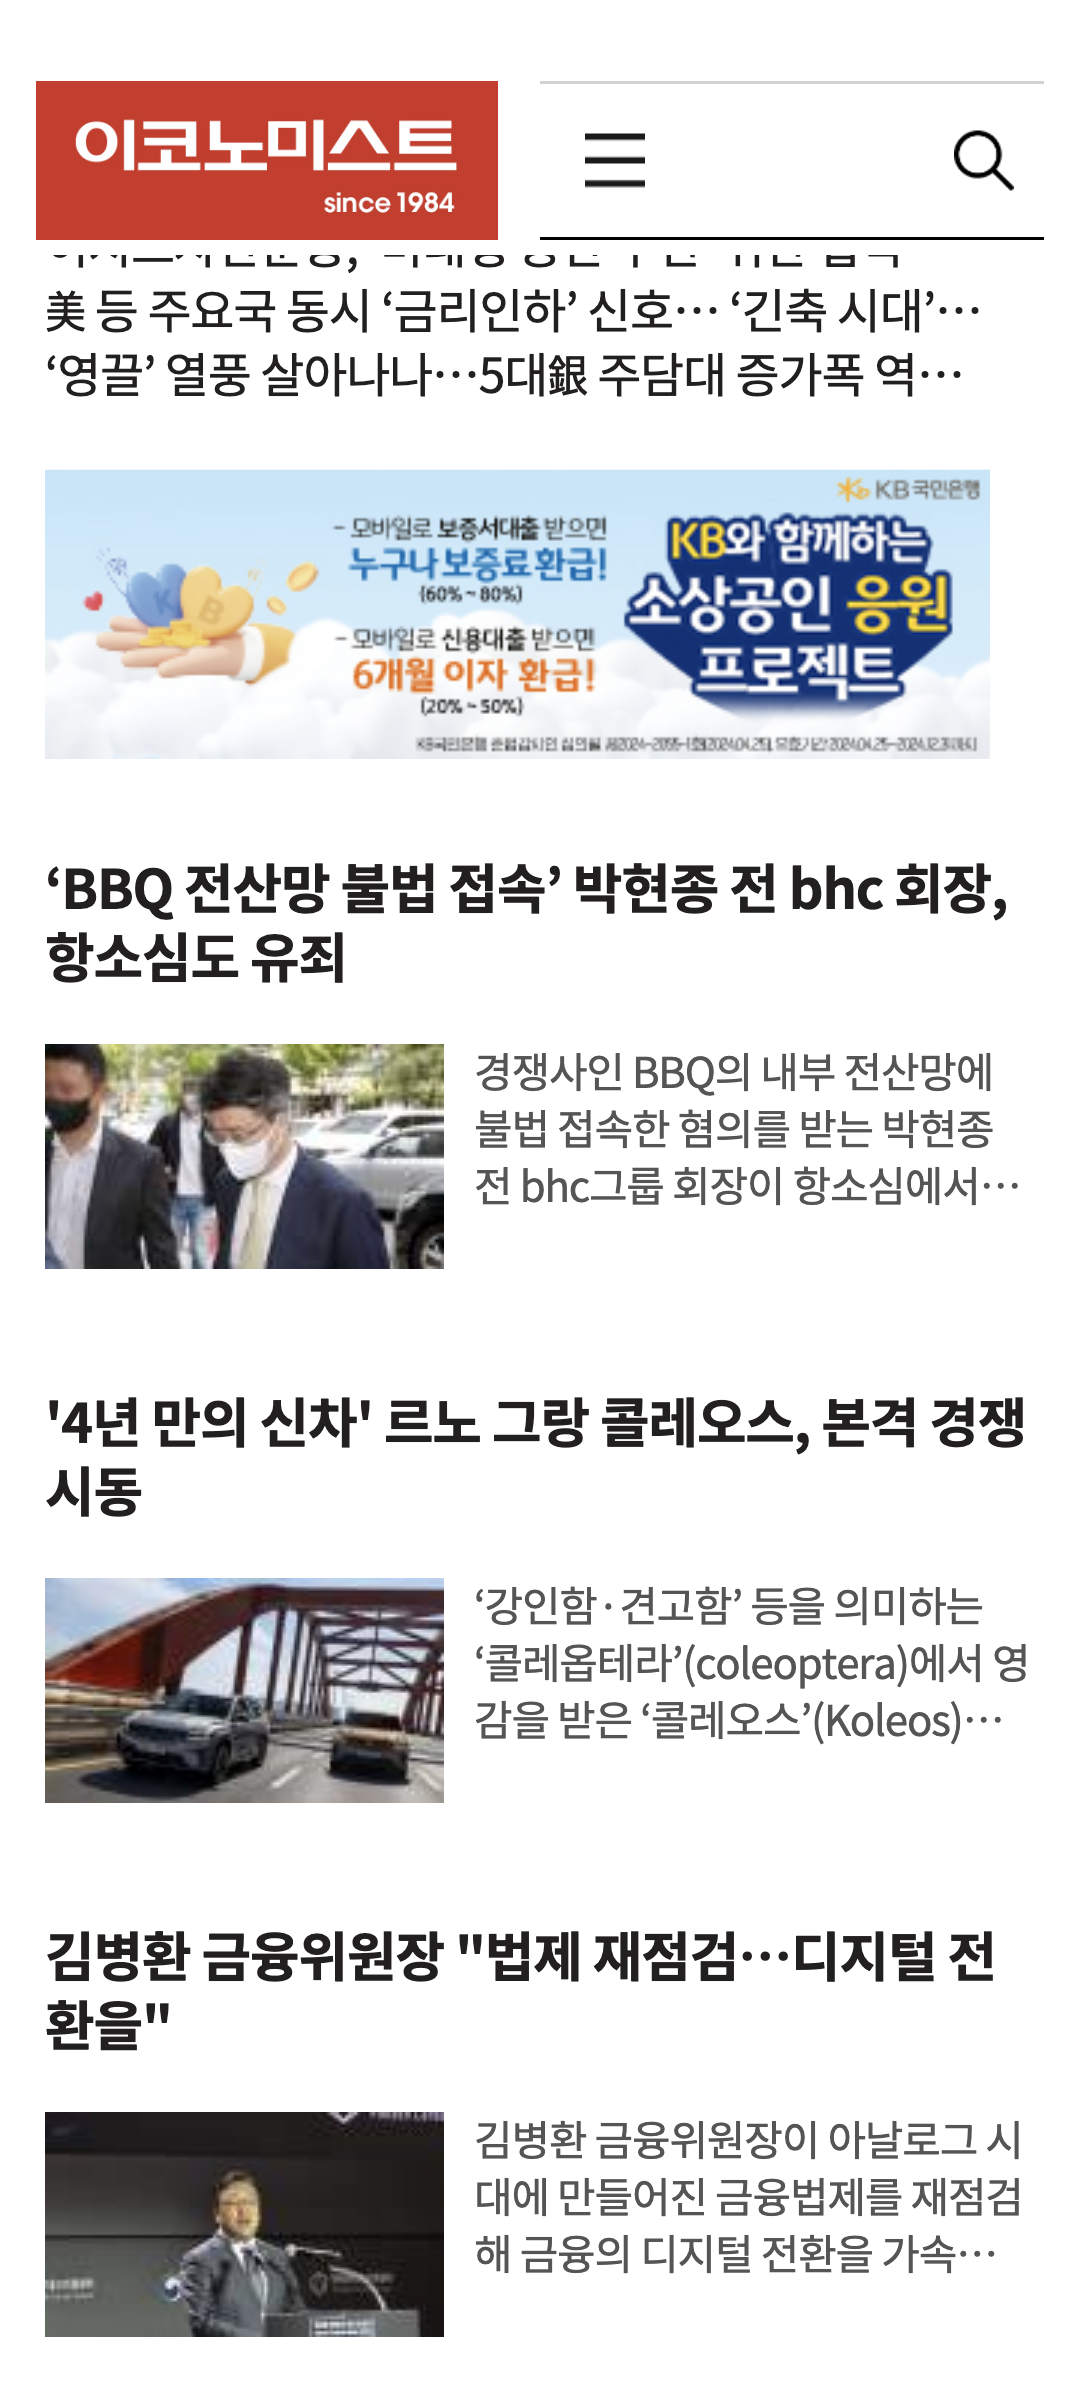 이코노미스트
since 1984
美 등 주요국 동시 ‘금리인하’ 신호… ‘긴축 시대’…
‘영끌’ 열풍 살아나나…5대銀 주담대 증가폭 역…
KB 국민은행
- 모바일로 보증서대출 받으면
누구나 보증료 환급!
(60% ~ 80%)
- 모바일로 신용대출 받으면
6개월 이자 환급!
(20% ~ 50%)
KB와 함께하는
소상공인 응원
프로젝트
‘BBQ 전산망 불법 접속’ 박현종 전 bhc 회장,
항소심도 유죄
경쟁사인 BBQ의 내부 전산망에
불법 접속한 혐의를 받는 박현종
전 bhc그룹 회장이 항소심에서…
'4년 만의 신차' 르노 그랑 콜레오스, 본격 경쟁
시동
‘강인함·견고함’ 등을 의미하는
‘콜레옵테라’(coleoptera)에서 영
감을 받은 ‘콜레오스’(Koleos)…
김병환 금융위원장 "법제 재점검…디지털 전
환을"
김병환 금융위원장이 아날로그 시
대에 만들어진 금융법제를 재점검
해 금융의 디지털 전환을 가속…